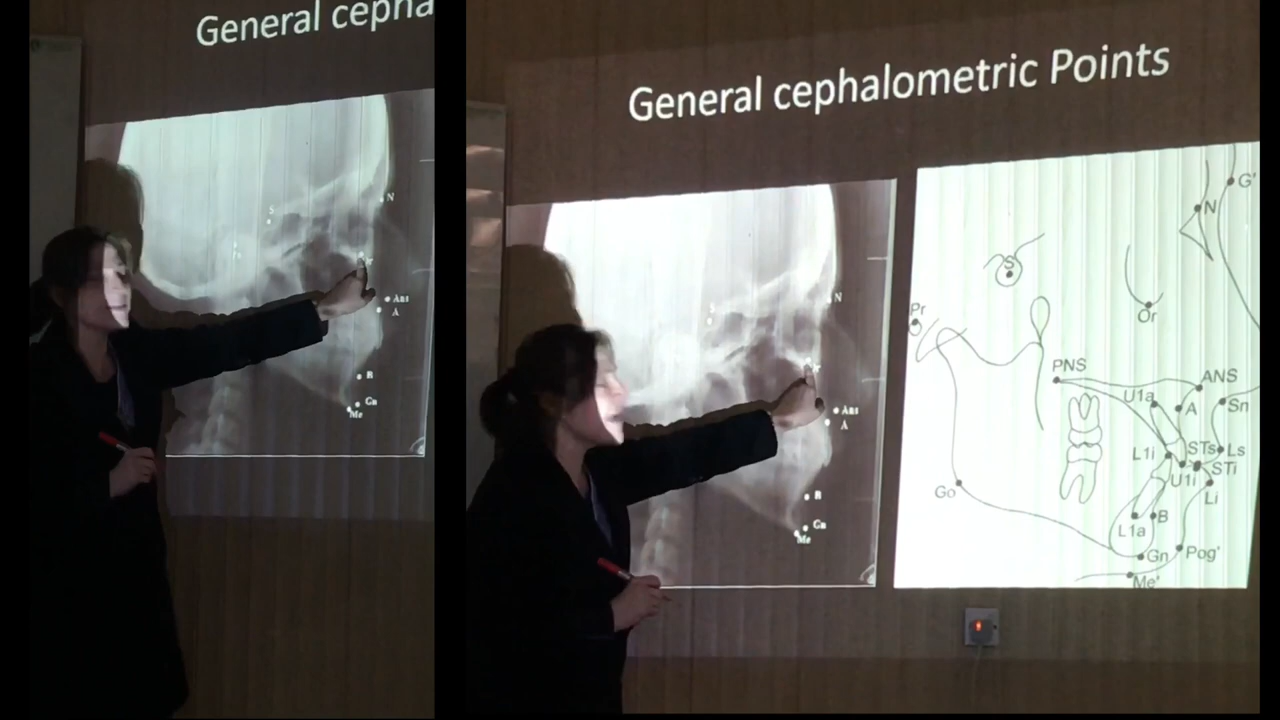 General cepha
N
S
Ans
A
B
Gn
Me
General cephalometric Points
N
S
Ans
A
B
Gn
Me
G'
N
S
Or
Pr
PNS
ANS
U1a
A
Sn
L1i
STs
Ls
STi
U1i
Li
Go
L1a
B
Gn
Pog'
Me'